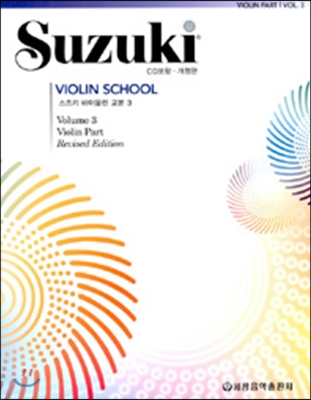 VIOLIN PART | VOL. 3
Suzuki®
CD포함 · 개정판
VIOLIN SCHOOL
스즈키 바이올린 교본 3
Volume 3
Violin Part
Revised Edition
세광음악출판사